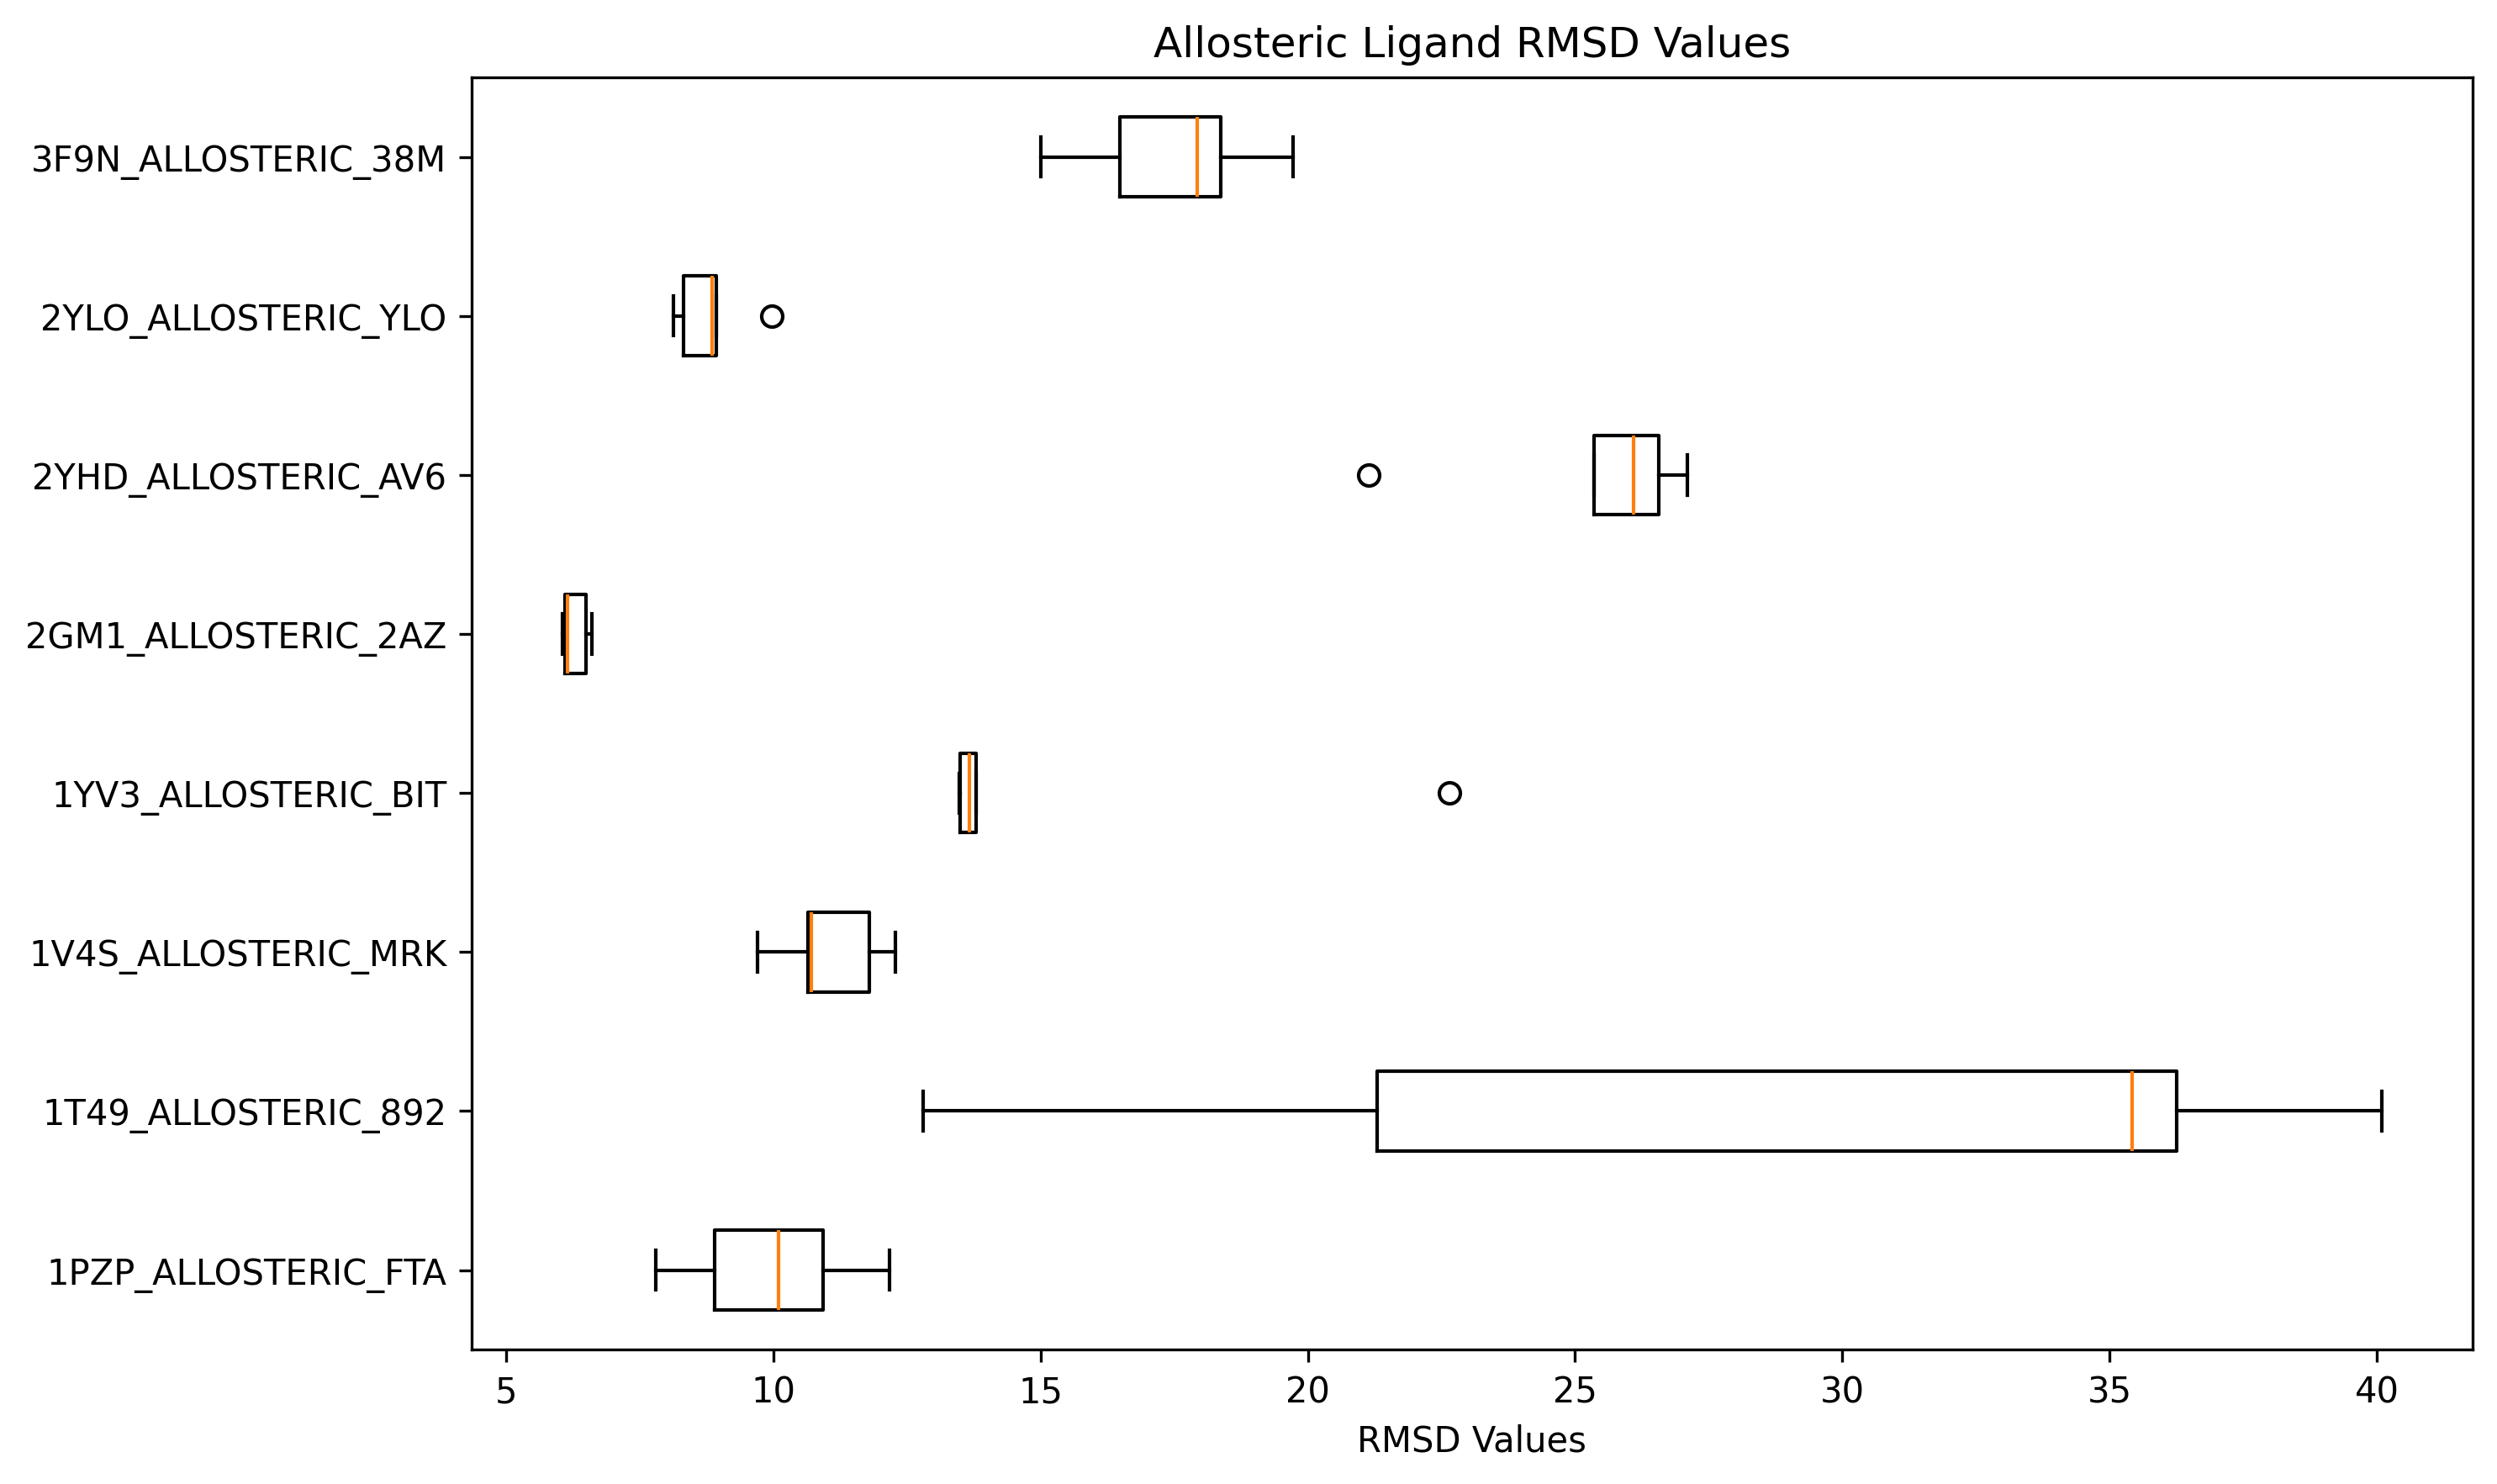 Allosteric Ligand RMSD Values
3F9N_ALLOSTERIC_38M
2YLO_ALLOSTERIC_YLO
2YHD_ALLOSTERIC_AV6
2GM1_ALLOSTERIC_2AZ
1YV3_ALLOSTERIC_BIT
1V4S_ALLOSTERIC_MRK
1T49_ALLOSTERIC_892
1PZP_ALLOSTERIC_FTA
5 10 15 20 25 30 35 40
RMSD Values